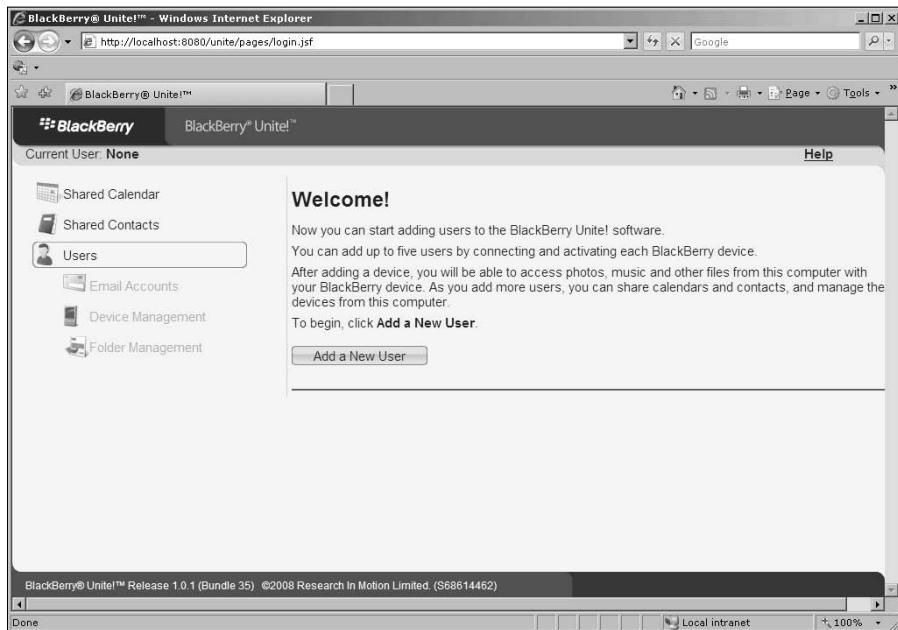 BlackBerry® Unite!™ - Windows Internet Explorer
http://localhost:8080/unite/pages/login.jsf
Google
BlackBerry® Unite!™
Page
Tools
»
BlackBerry
BlackBerry® Unite!™
Current User: None
Help
Shared Calendar
Shared Contacts
Users
Email Accounts
Device Management
Folder Management
Welcome!
Now you can start adding users to the BlackBerry Unite! software.
You can add up to five users by connecting and activating each BlackBerry device.
After adding a device, you will be able to access photos, music and other files from this computer with
your BlackBerry device. As you add more users, you can share calendars and contacts, and manage the
devices from this computer.
To begin, click Add a New User.
Add a New User
BlackBerry® Unite!™ Release 1.0.1 (Bundle 35) ©2008 Research In Motion Limited. (S68614462)
Done
Local intranet
100%